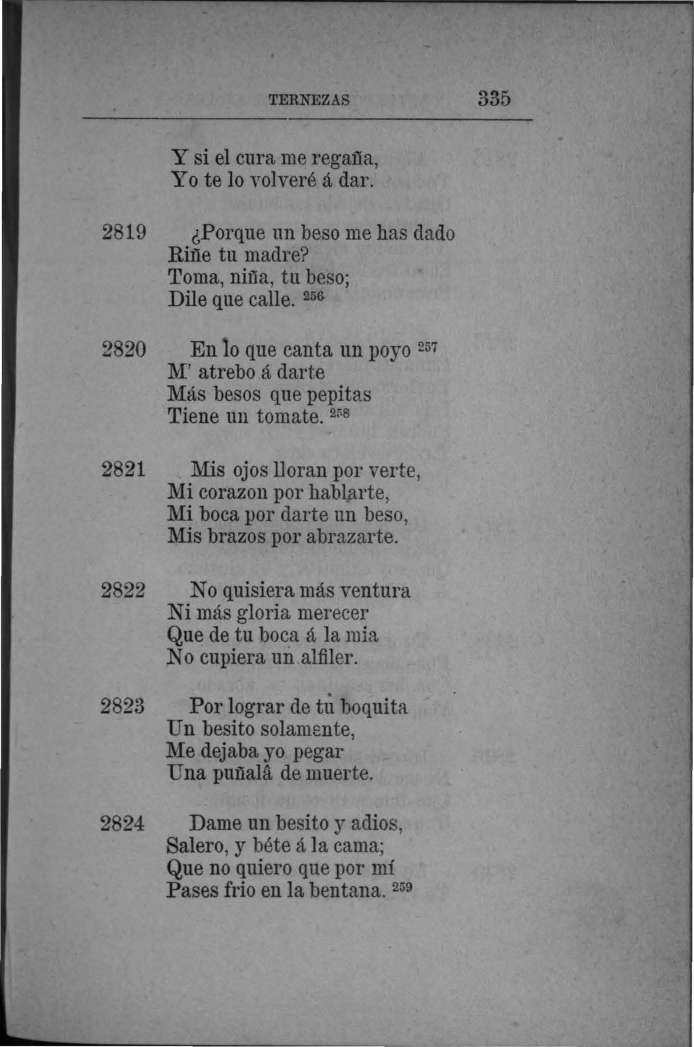 TERNEZAS 335
Y si el cura me regaña,
Yo te lo volveré á dar.
2819 ¿Porque un beso me has dado
Riñe tu madre?
Toma, niña, tu beso;
Dile que calle. 256
2820 En lo que canta un poyo 257
M' atrebo á darte
Más besos que pepitas
Tiene un tomate. 258
2821 Mis ojos lloran por verte,
Mi corazon por hablarte,
Mi boca por darte un beso,
Mis brazos por abrazarte.
2822 No quisiera más ventura
Ni más gloria merecer
Que de tu boca á la mia
No cupiera un alfiler.
2823 Por lograr de tu boquita
Un besito solamente,
Me dejaba yo pegar
Una puñalâ de muerte.
2824 Dame un besito y adios,
Salero, y béte á la cama;
Que no quiero que por mí
Pases frio en la bentana. 259